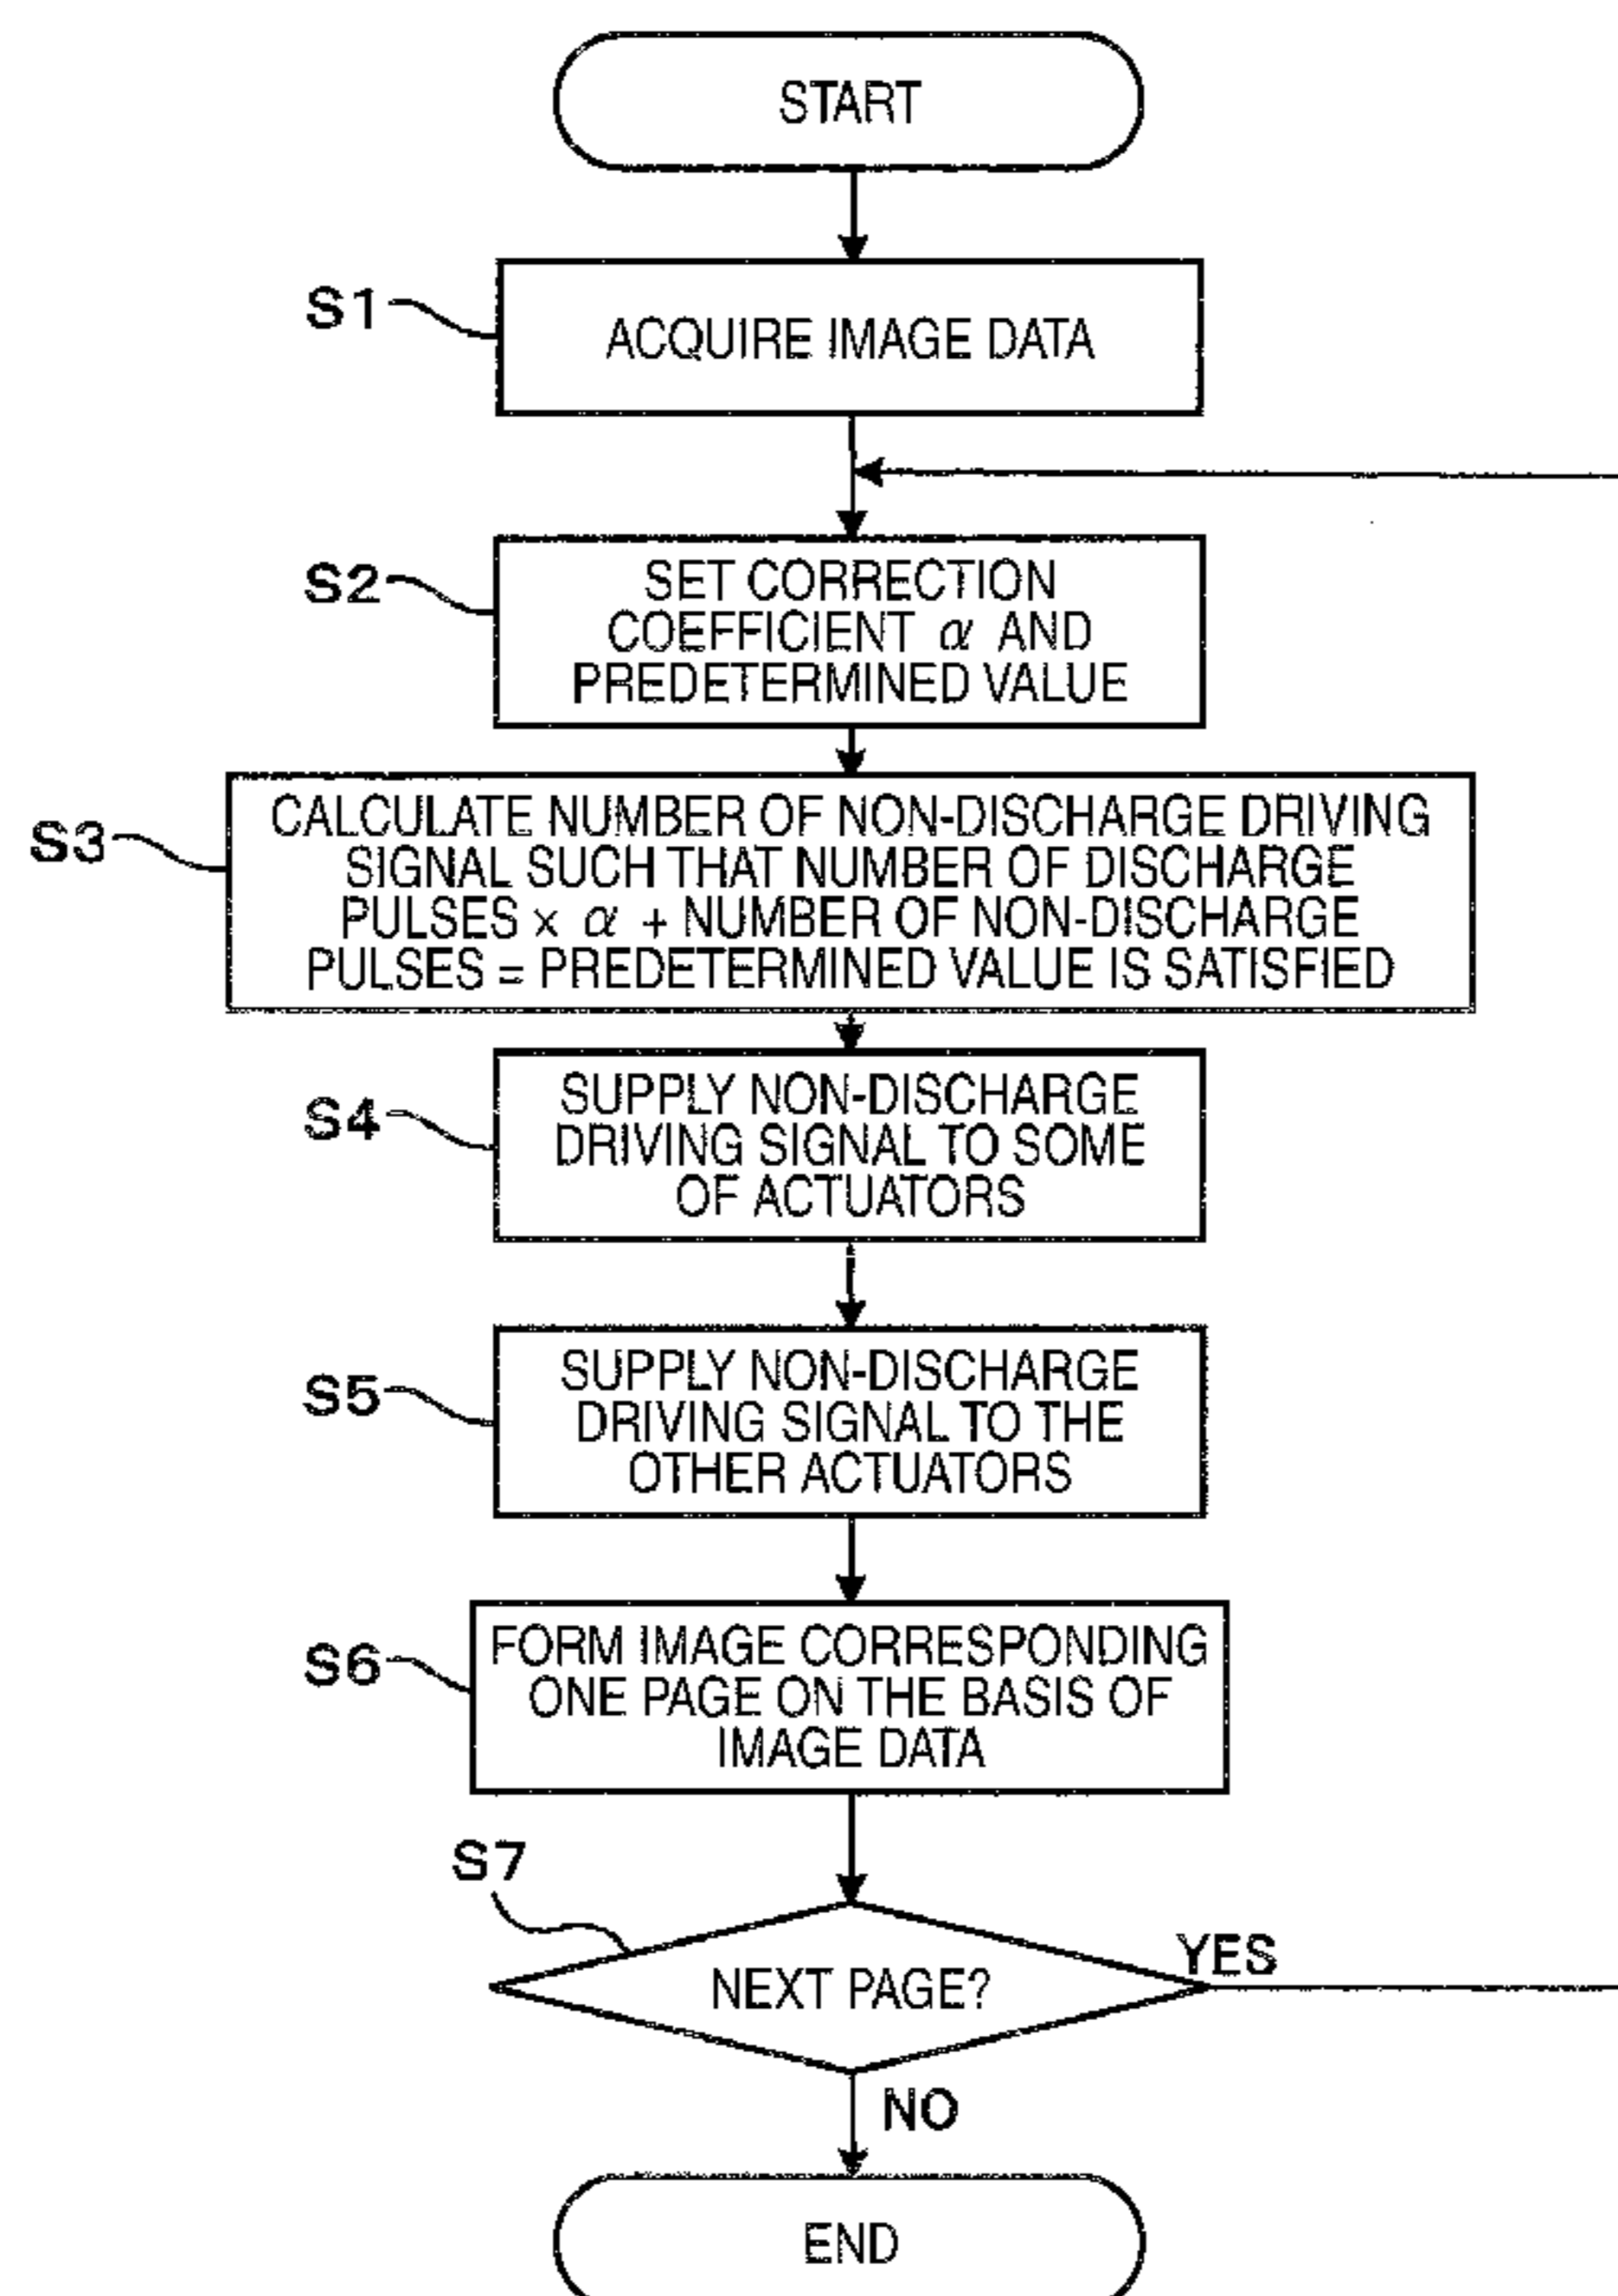 START
S1
ACQUIRE IMAGE DATA
S2
SET CORRECTION
COEFFICIENT α AND
PREDETERMINED VALUE
S3
CALCULATE NUMBER OF NON-DISCHARGE DRIVING
SIGNAL SUCH THAT NUMBER OF DISCHARGE
PULSES × α + NUMBER OF NON-DISCHARGE
PULSES = PREDETERMINED VALUE IS SATISFIED
S4
SUPPLY NON-DISCHARGE
DRIVING SIGNAL TO SOME
OF ACTUATORS
S5
SUPPLY NON-DISCHARGE
DRIVING SIGNAL TO THE
OTHER ACTUATORS
S6
FORM IMAGE CORRESPONDING
ONE PAGE ON THE BASIS OF
IMAGE DATA
S7
NEXT PAGE?
YES
NO
END